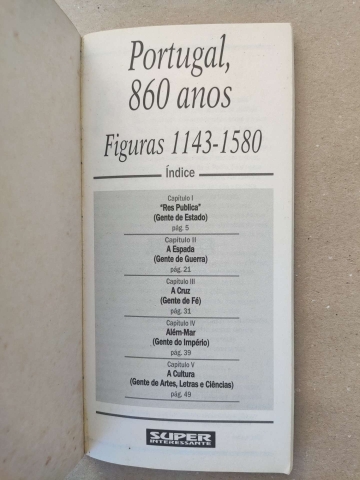 Portugal,
860 anos
Figuras 1143-1580
Índice
Capítulo I
"Res Publica"
(Gente de Estado)
pág. 5
Capítulo II
A Espada
(Gente de Guerra)
pág. 21
Capítulo III
A Cruz
(Gente de Fé)
pág. 31
Capítulo IV
Além-Mar
(Gente do Império)
pág. 39
Capítulo V
A Cultura
(Gente de Artes, Letras e Ciências)
pág. 49
SUPER
INTERESSANTE